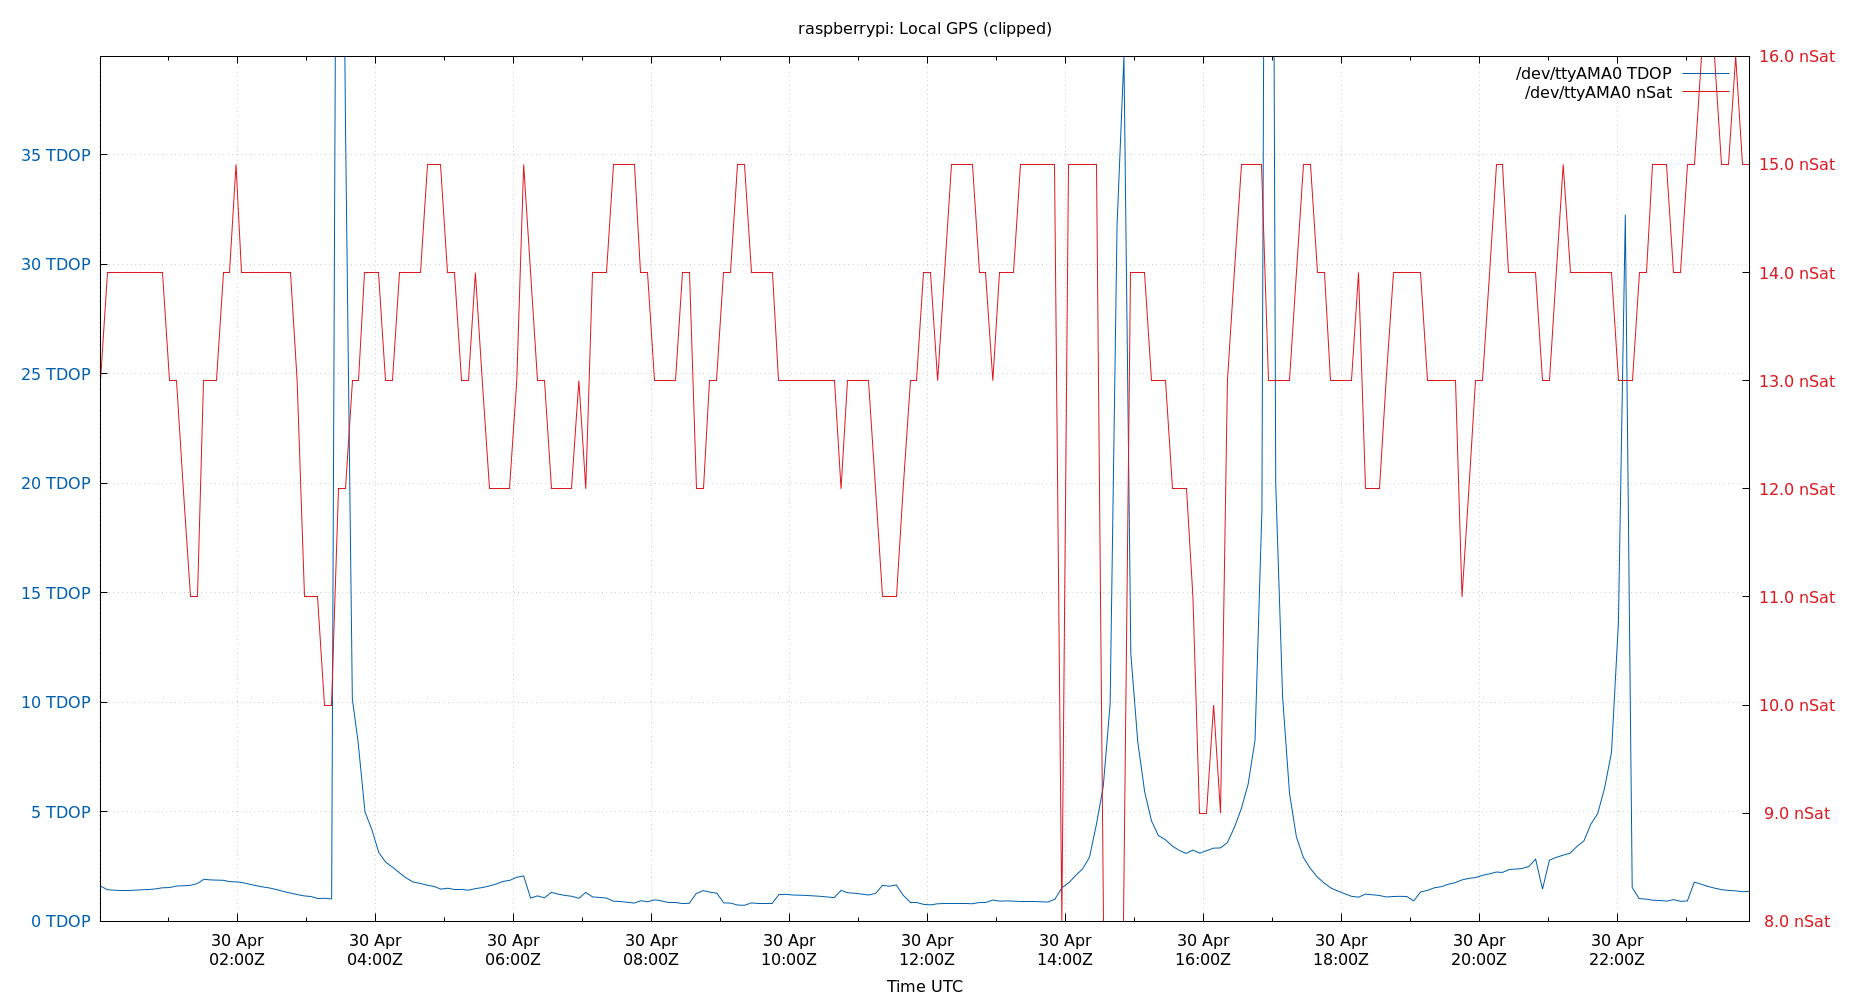 raspberrypi: Local GPS (clipped)
/dev/ttyAMA0 TDOP
/dev/ttyAMA0 nSat
35 TDOP
30 TDOP
25 TDOP
20 TDOP
15 TDOP
10 TDOP
5 TDOP
0 TDOP
16.0 nSat
15.0 nSat
14.0 nSat
13.0 nSat
12.0 nSat
11.0 nSat
10.0 nSat
9.0 nSat
8.0 nSat
30 Apr 30 Apr 30 Apr 30 Apr 30 Apr 30 Apr 30 Apr 30 Apr 30 Apr 30 Apr 30 Apr
02:00Z 04:00Z 06:00Z 08:00Z 10:00Z 12:00Z 14:00Z 16:00Z 18:00Z 20:00Z 22:00Z
Time UTC